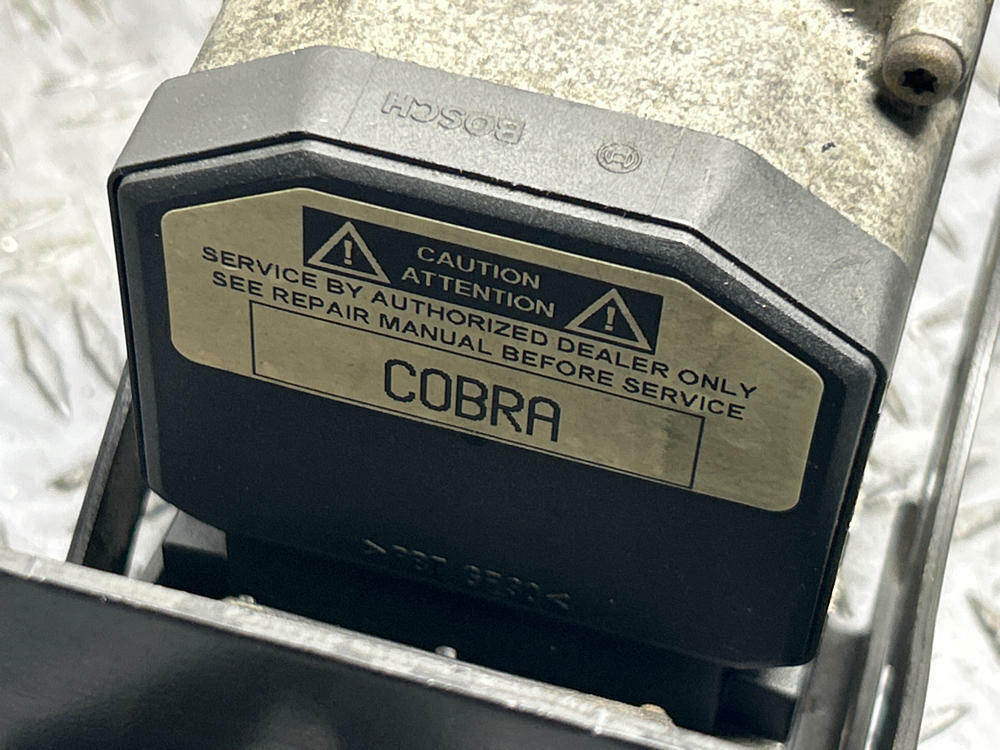 BOSCH
CAUTION
ATTENTION
SERVICE BY AUTHORIZED DEALER ONLY
SEE REPAIR MANUAL BEFORE SERVICE
COBRA